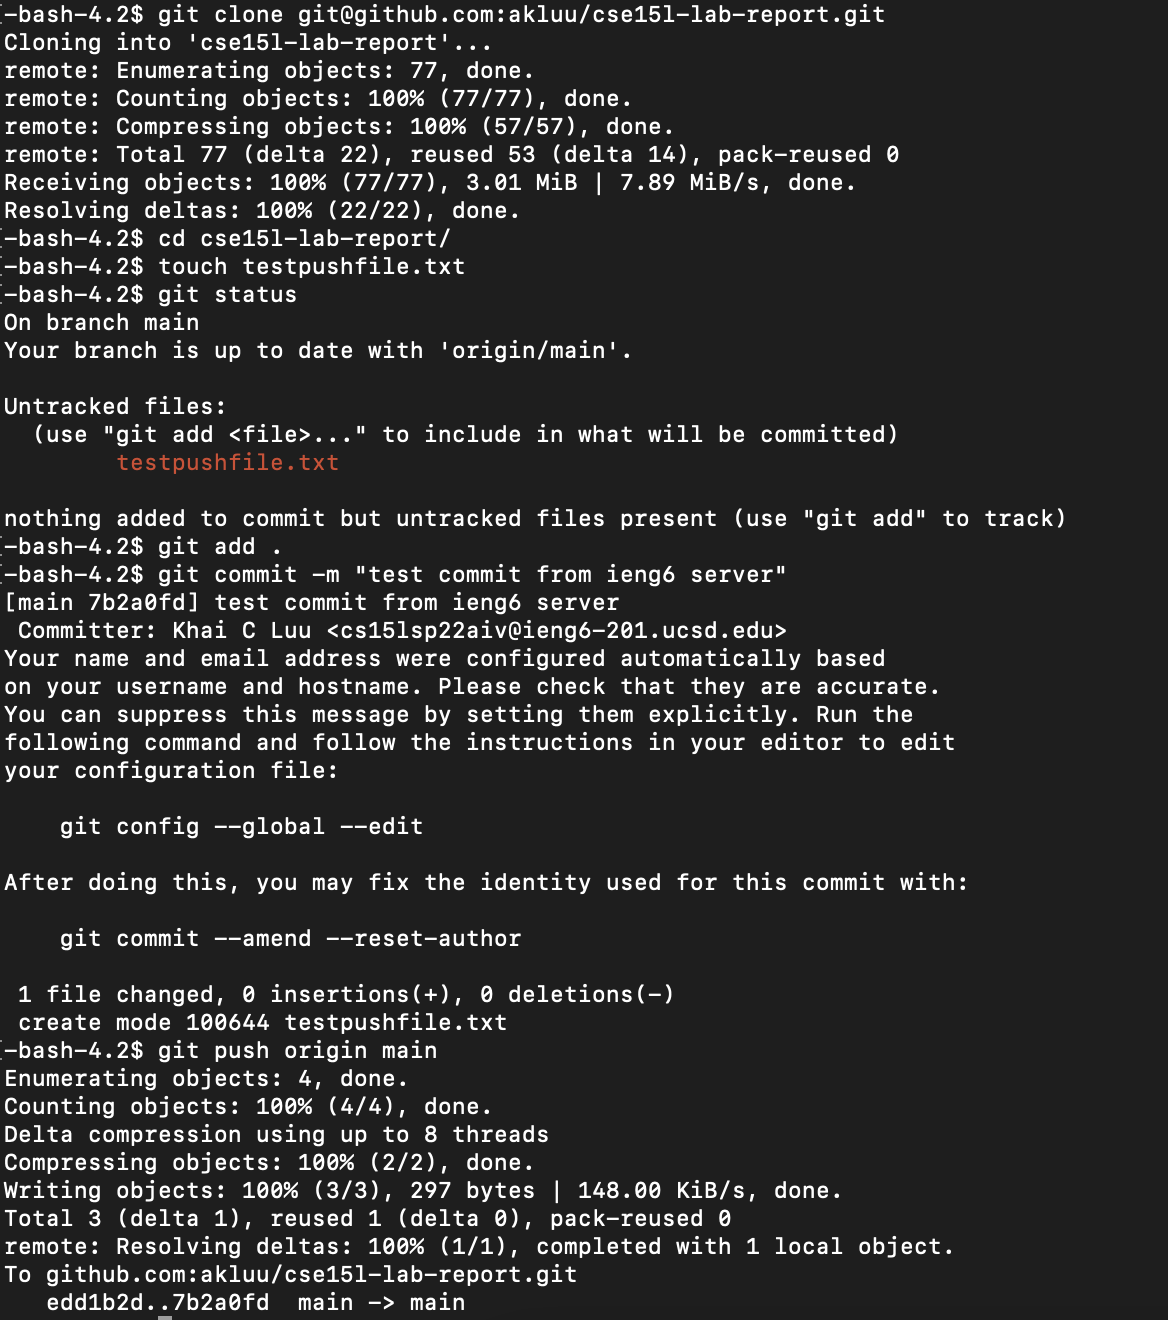 -bash-4.2$ git clone git@github.com:akluu/cse15l-lab-report.git
Cloning into 'cse15l-lab-report'...
remote: Enumerating objects: 77, done.
remote: Counting objects: 100% (77/77), done.
remote: Compressing objects: 100% (57/57), done.
remote: Total 77 (delta 22), reused 53 (delta 14), pack-reused 0
Receiving objects: 100% (77/77), 3.01 MiB | 7.89 MiB/s, done.
Resolving deltas: 100% (22/22), done.
-bash-4.2$ cd cse15l-lab-report/
-bash-4.2$ touch testpushfile.txt
-bash-4.2$ git status
On branch main
Your branch is up to date with 'origin/main'.
Untracked files:
  (use "git add <file>..." to include in what will be committed)
        testpushfile.txt
nothing added to commit but untracked files present (use "git add" to track)
-bash-4.2$ git add .
-bash-4.2$ git commit -m "test commit from ieng6 server"
[main 7b2a0fd] test commit from ieng6 server
 Committer: Khai C Luu <cs15lsp22aiv@ieng6-201.ucsd.edu>
Your name and email address were configured automatically based
on your username and hostname. Please check that they are accurate.
You can suppress this message by setting them explicitly. Run the
following command and follow the instructions in your editor to edit
your configuration file:
    git config --global --edit
After doing this, you may fix the identity used for this commit with:
    git commit --amend --reset-author
 1 file changed, 0 insertions(+), 0 deletions(-)
 create mode 100644 testpushfile.txt
-bash-4.2$ git push origin main
Enumerating objects: 4, done.
Counting objects: 100% (4/4), done.
Delta compression using up to 8 threads
Compressing objects: 100% (2/2), done.
Writing objects: 100% (3/3), 297 bytes | 148.00 KiB/s, done.
Total 3 (delta 1), reused 1 (delta 0), pack-reused 0
remote: Resolving deltas: 100% (1/1), completed with 1 local object.
To github.com:akluu/cse15l-lab-report.git
   edd1b2d..7b2a0fd  main -> main